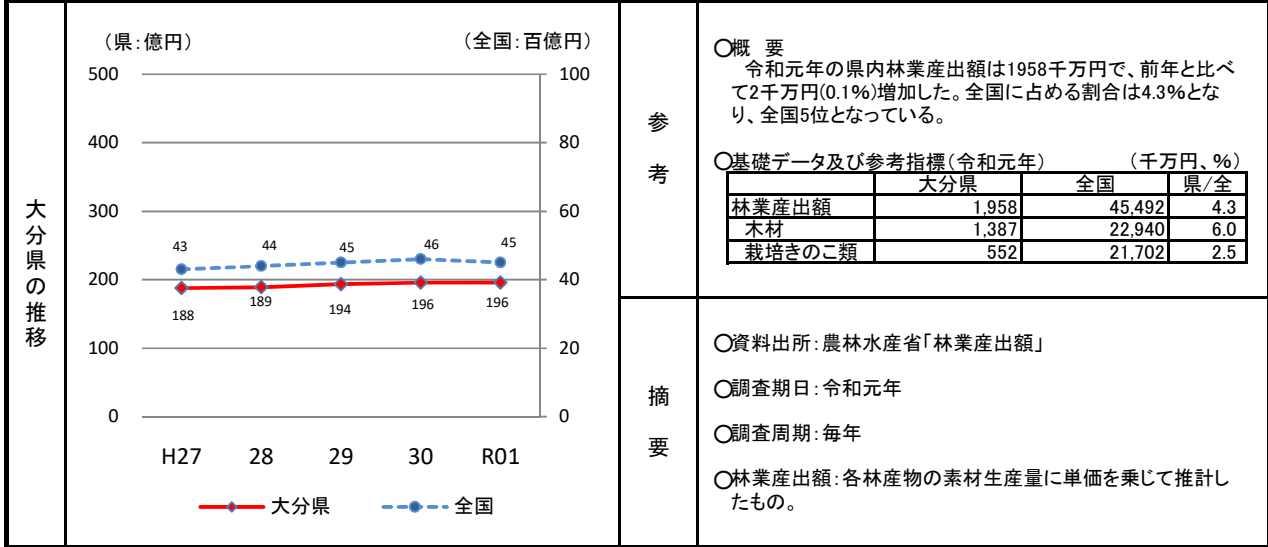 大分県の推移
（県：億円）　（全国：百億円）
500　100
400　80
300　60
200　40
100　20
0　0
43　44　45　46　45
188　189　194　196　196
H27　28　29　30　R01
大分県　全国
参考
○概　要
令和元年の県内林業産出額は1958千万円で、前年と比べ
て2千万円(0.1%)増加した。全国に占める割合は4.3%とな
り、全国5位となっている。
○基礎データ及び参考指標（令和元年）　（千万円、%）
大分県　全国　県/全
林業産出額　1,958　45,492　4.3
木材　1,387　22,940　6.0
栽培きのこ類　552　21,702　2.5
摘要
○資料出所：農林水産省「林業産出額」
○調査期日：令和元年
○調査周期：毎年
○林業産出額：各林産物の素材生産量に単価を乗じて推計し
たもの。